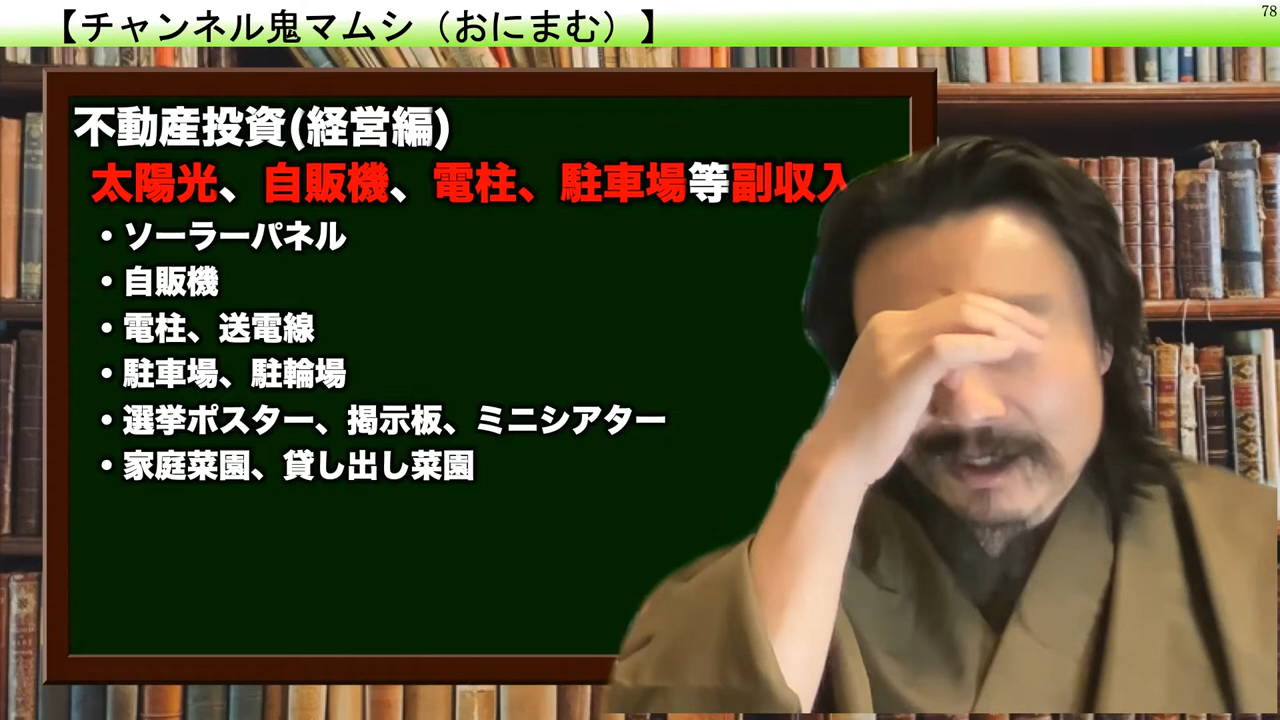 【チャンネル鬼マムシ（おにまむ）】
78
不動産投資(経営編)
太陽光、自販機、電柱、駐車場等副収入
・ソーラーパネル
・自販機
・電柱、送電線
・駐車場、駐輪場
・選挙ポスター、掲示板、ミニシアター
・家庭菜園、貸し出し菜園